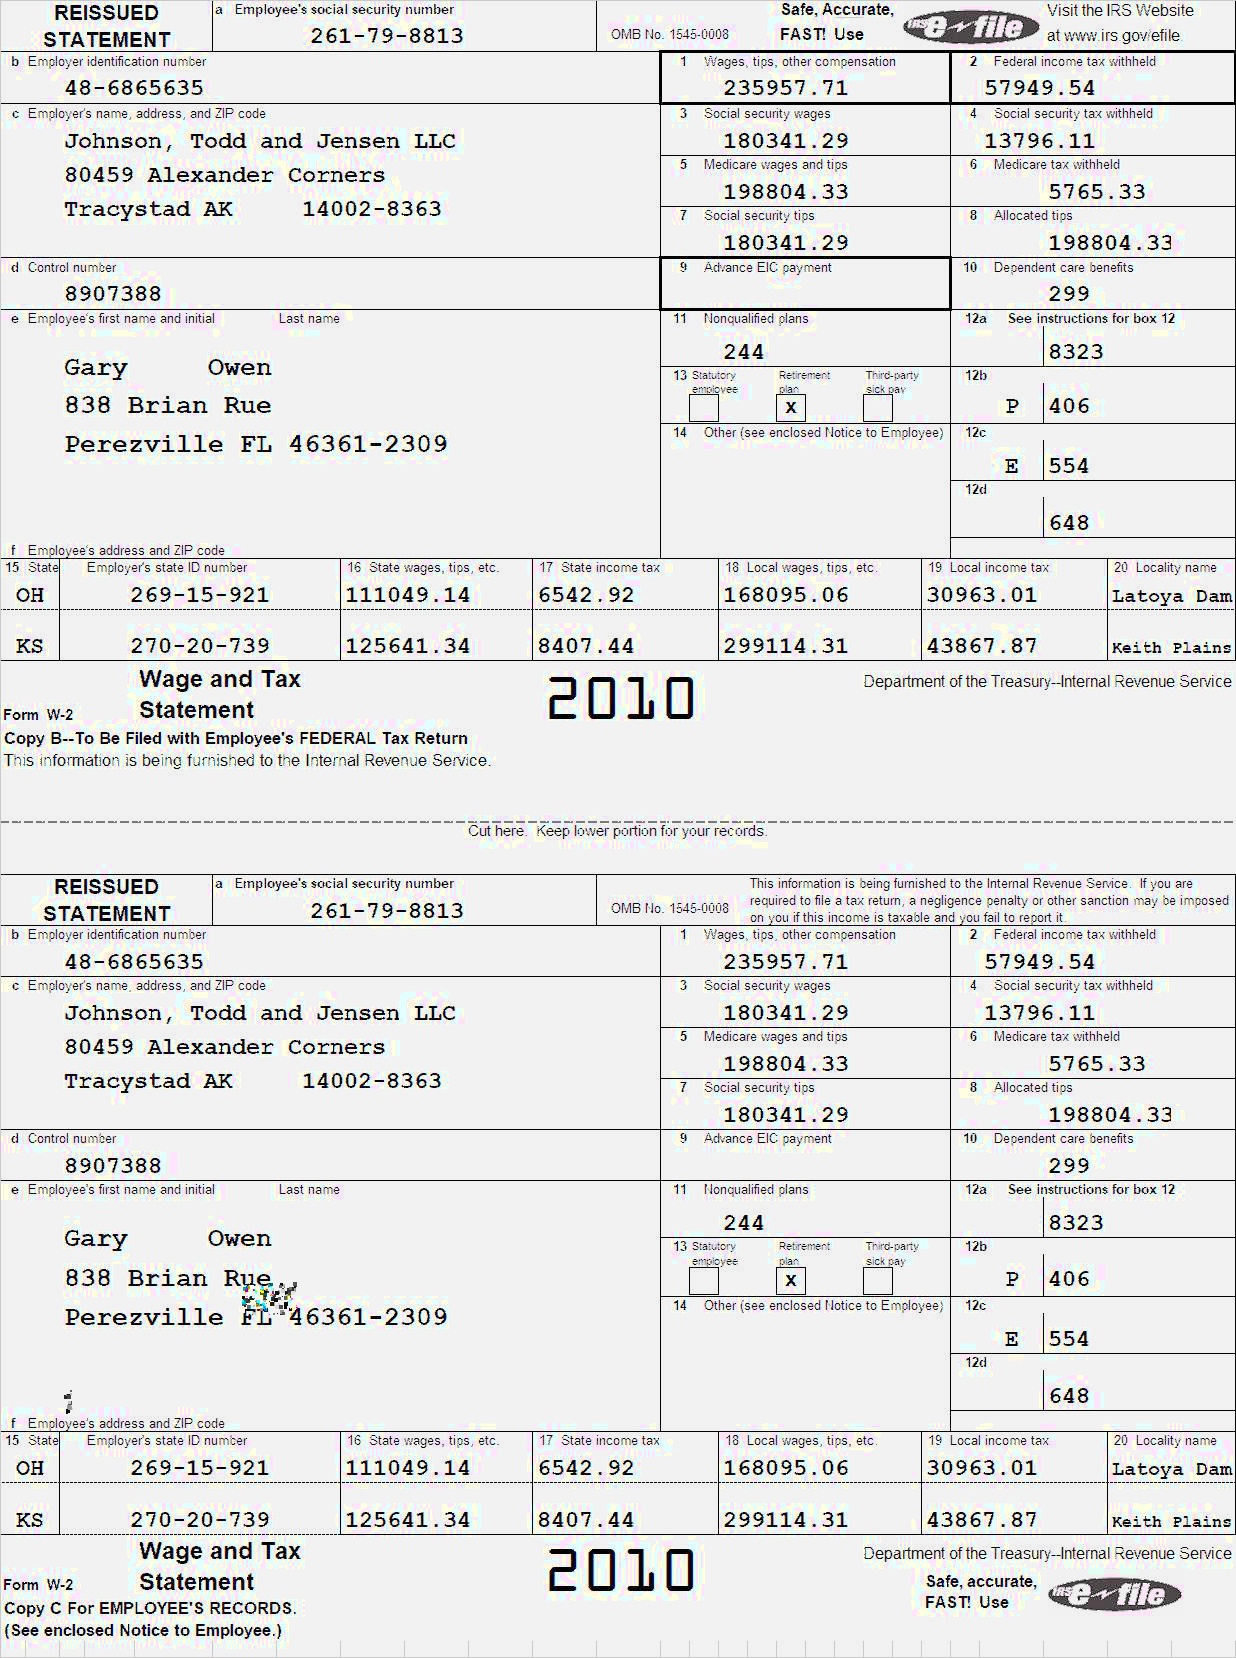 REISSUED STATEMENT
a Employee's social security number
261-79-8813
OMB No. 1545-0008
Safe, Accurate, FAST! Use
IRS e-file
Visit the IRS Website at www.irs.gov/efile
b Employer identification number
48-6865635
1 Wages, tips, other compensation
235957.71
2 Federal income tax withheld
57949.54
c Employer's name, address, and ZIP code
Johnson, Todd and Jensen LLC
80459 Alexander Corners
Tracystad AK 14002-8363
3 Social security wages
180341.29
4 Social security tax withheld
13796.11
5 Medicare wages and tips
198804.33
6 Medicare tax withheld
5765.33
7 Social security tips
180341.29
8 Allocated tips
198804.33
d Control number
8907388
9 Advance EIC payment
10 Dependent care benefits
299
e Employee's first name and initial Last name
Gary Owen
838 Brian Rue
Perezville FL 46361-2309
11 Nonqualified plans
244
12a See instructions for box 12
8323
13 Statutory employee Retirement plan Third-party sick pay
X
12b
P 406
14 Other (see enclosed Notice to Employee)
12c
E 554
12d
648
f Employee's address and ZIP code
15 State Employer's state ID number 16 State wages, tips, etc. 17 State income tax 18 Local wages, tips, etc. 19 Local income tax 20 Locality name
OH 269-15-921 111049.14 6542.92 168095.06 30963.01 Latoya Dam
KS 270-20-739 125641.34 8407.44 299114.31 43867.87 Keith Plains
Form W-2 Wage and Tax Statement
2010
Department of the Treasury--Internal Revenue Service
Copy B--To Be Filed with Employee's FEDERAL Tax Return
This information is being furnished to the Internal Revenue Service.
Cut here. Keep lower portion for your records.
REISSUED STATEMENT
a Employee's social security number
261-79-8813
OMB No. 1545-0008
This information is being furnished to the Internal Revenue Service. If you are
required to file a tax return, a negligence penalty or other sanction may be imposed
on you if this income is taxable and you fail to report it.
b Employer identification number
48-6865635
1 Wages, tips, other compensation
235957.71
2 Federal income tax withheld
57949.54
c Employer's name, address, and ZIP code
Johnson, Todd and Jensen LLC
80459 Alexander Corners
Tracystad AK 14002-8363
3 Social security wages
180341.29
4 Social security tax withheld
13796.11
5 Medicare wages and tips
198804.33
6 Medicare tax withheld
5765.33
7 Social security tips
180341.29
8 Allocated tips
198804.33
d Control number
8907388
9 Advance EIC payment
10 Dependent care benefits
299
e Employee's first name and initial Last name
Gary Owen
838 Brian Rue
Perezville FL 46361-2309
11 Nonqualified plans
244
12a See instructions for box 12
8323
13 Statutory employee Retirement plan Third-party sick pay
X
12b
P 406
14 Other (see enclosed Notice to Employee)
12c
E 554
12d
648
f Employee's address and ZIP code
15 State Employer's state ID number 16 State wages, tips, etc. 17 State income tax 18 Local wages, tips, etc. 19 Local income tax 20 Locality name
OH 269-15-921 111049.14 6542.92 168095.06 30963.01 Latoya Dam
KS 270-20-739 125641.34 8407.44 299114.31 43867.87 Keith Plains
Form W-2 Wage and Tax Statement
2010
Department of the Treasury--Internal Revenue Service
Safe, accurate, FAST! Use
IRS e-file
Copy C For EMPLOYEE'S RECORDS.
(See enclosed Notice to Employee.)